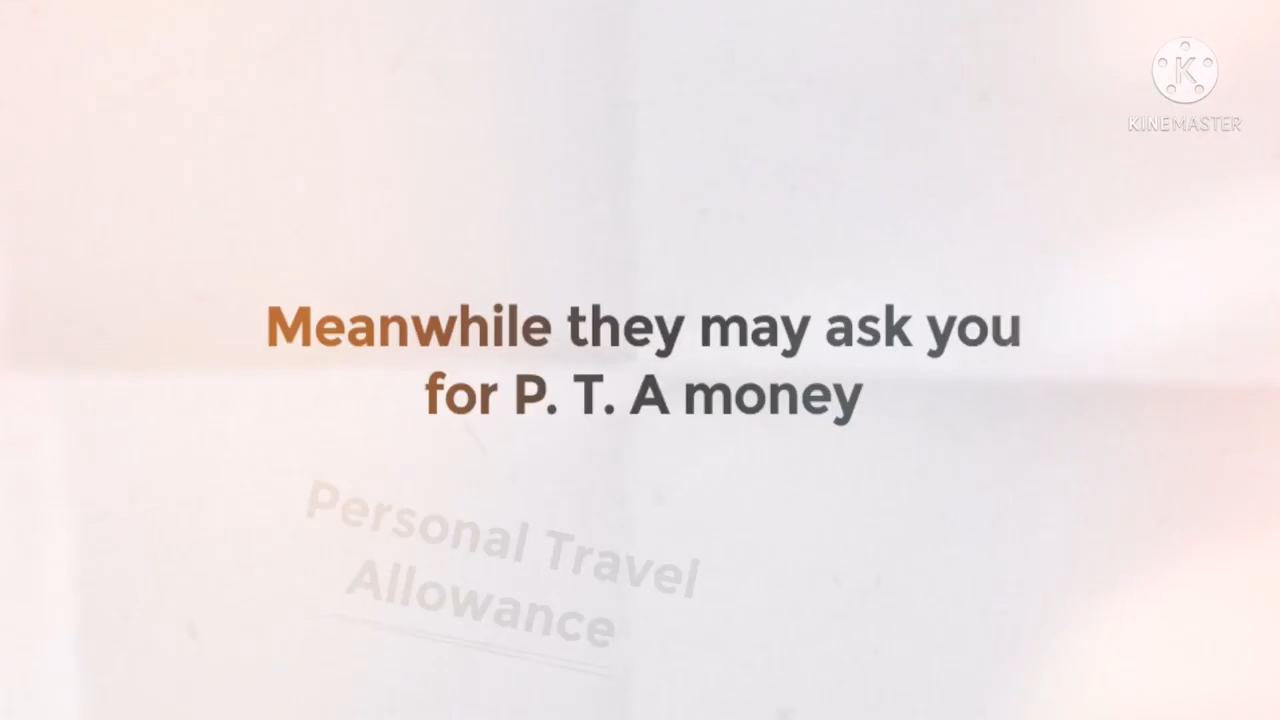 KINEMASTER
Meanwhile they may ask you
for P. T. A money
Personal Travel
Allowance